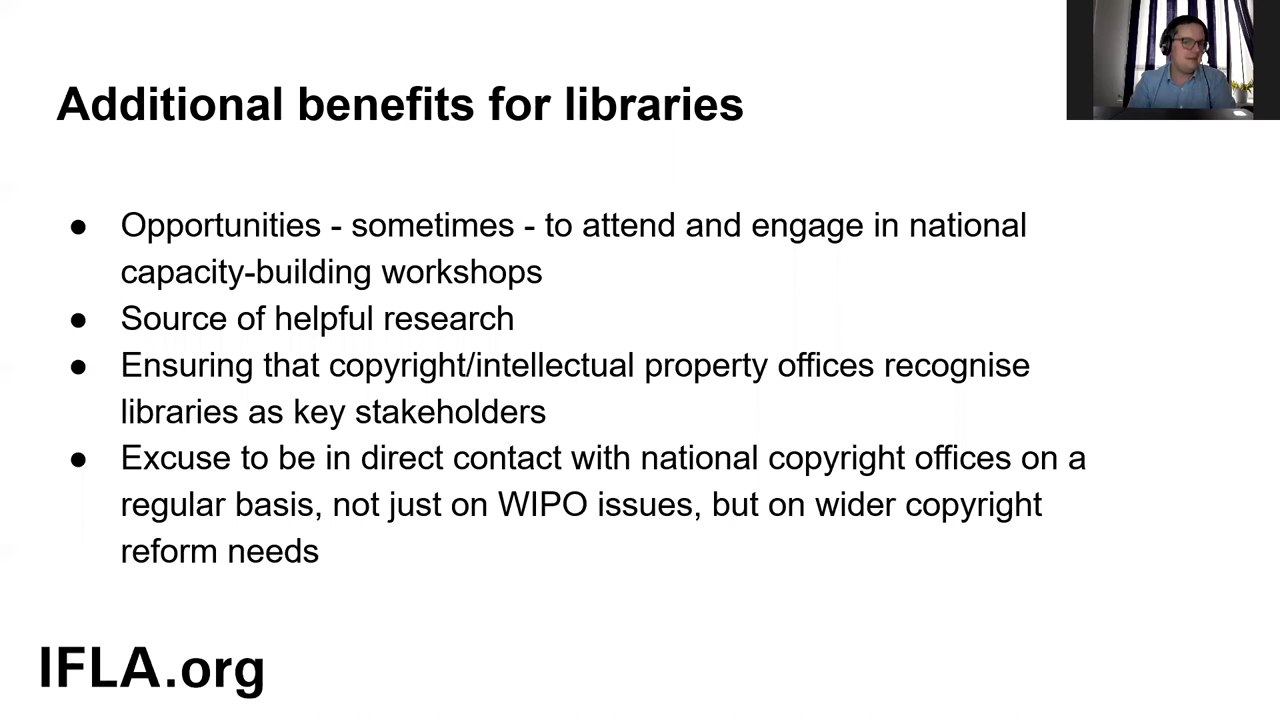 Additional benefits for libraries
● Opportunities - sometimes - to attend and engage in national
capacity-building workshops
● Source of helpful research
● Ensuring that copyright/intellectual property offices recognise
libraries as key stakeholders
● Excuse to be in direct contact with national copyright offices on a
regular basis, not just on WIPO issues, but on wider copyright
reform needs
IFLA.org